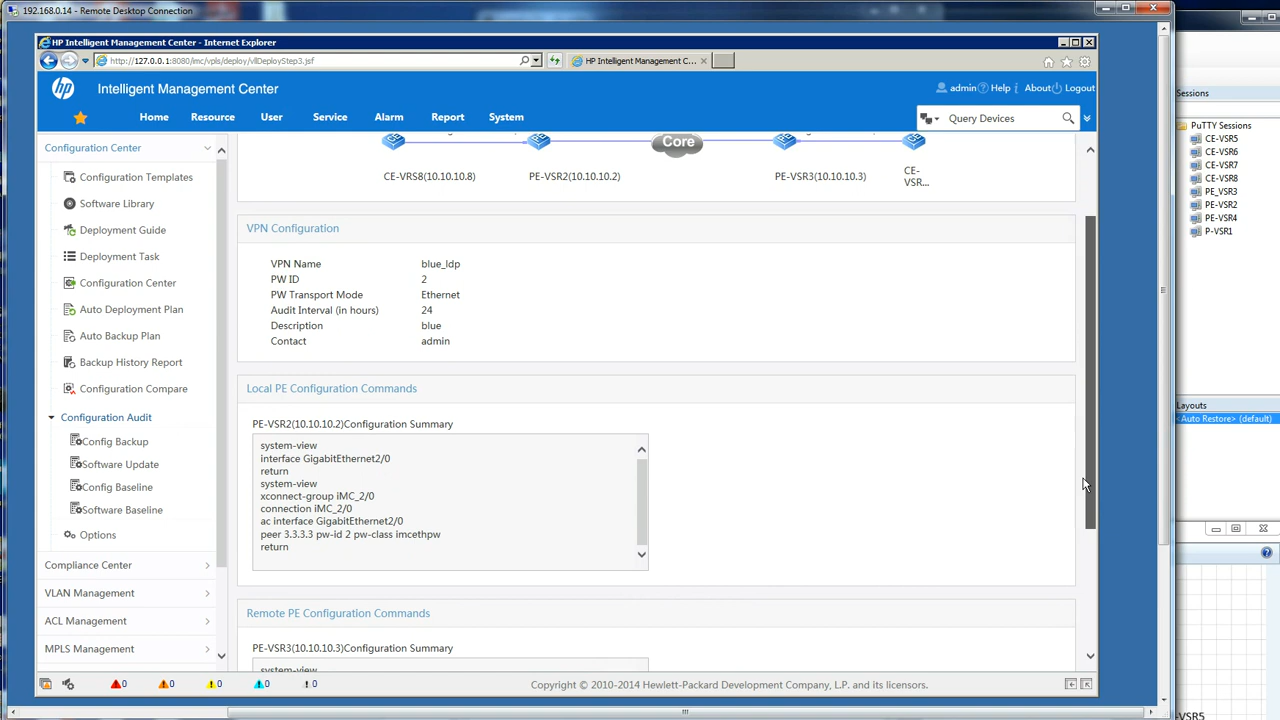 192.168.0.14 - Remote Desktop Connection
HP Intelligent Management Center - Internet Explorer
http://127.0.0.1:8080/imc/vpls/deploy/vllDeployStep3.jsf
HP Intelligent Management C...
hp
Intelligent Management Center
admin
Help
About
Logout
Home
Resource
User
Service
Alarm
Report
System
Query Devices
Configuration Center
Configuration Templates
Software Library
Deployment Guide
Deployment Task
Configuration Center
Auto Deployment Plan
Auto Backup Plan
Backup History Report
Configuration Compare
Configuration Audit
Config Backup
Software Update
Config Baseline
Software Baseline
Options
Compliance Center
VLAN Management
ACL Management
MPLS Management
Core
CE-VRS8(10.10.10.8)
PE-VSR2(10.10.10.2)
PE-VSR3(10.10.10.3)
CE-
VSR...
VPN Configuration
VPN Name blue_ldp
PW ID 2
PW Transport Mode Ethernet
Audit Interval (in hours) 24
Description blue
Contact admin
Local PE Configuration Commands
PE-VSR2(10.10.10.2)Configuration Summary
system-view
interface GigabitEthernet2/0
return
system-view
xconnect-group iMC_2/0
connection iMC_2/0
ac interface GigabitEthernet2/0
peer 3.3.3.3 pw-id 2 pw-class imcethpw
return
Remote PE Configuration Commands
PE-VSR3(10.10.10.3)Configuration Summary
system-view
0
0
0
0
0
Copyright © 2010-2014 Hewlett-Packard Development Company, L.P. and its licensors.
Sessions
PuTTY Sessions
CE-VSR5
CE-VSR6
CE-VSR7
CE-VSR8
PE_VSR3
PE-VSR2
PE-VSR4
P-VSR1
Layouts
<Auto Restore> (default)
-VSR5